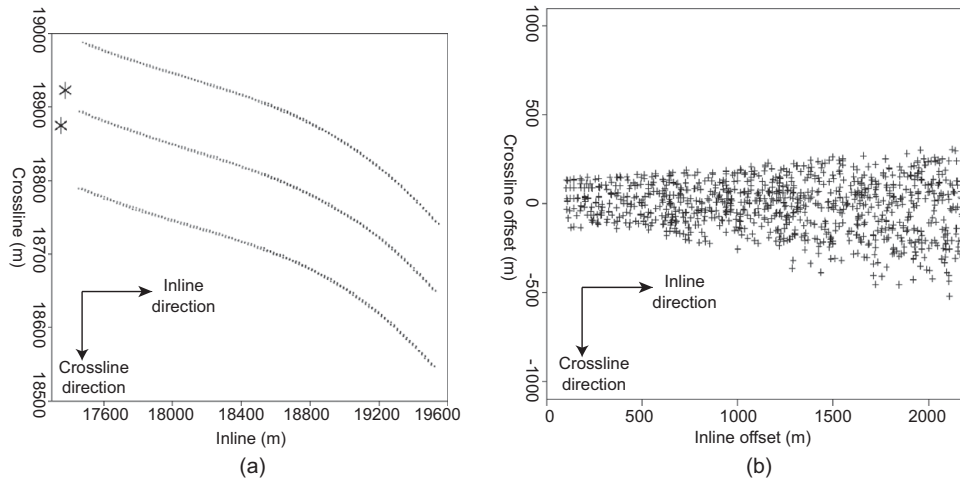 19000
18900
18800
18700
18600
18500
Crossline (m)
Inline
direction
Crossline
direction
17600 18000 18400 18800 19200 19600
Inline (m)
(a)
1000
500
0
-500
-1000
Crossline offset (m)
Inline
direction
Crossline
direction
0 500 1000 1500 2000
Inline offset (m)
(b)